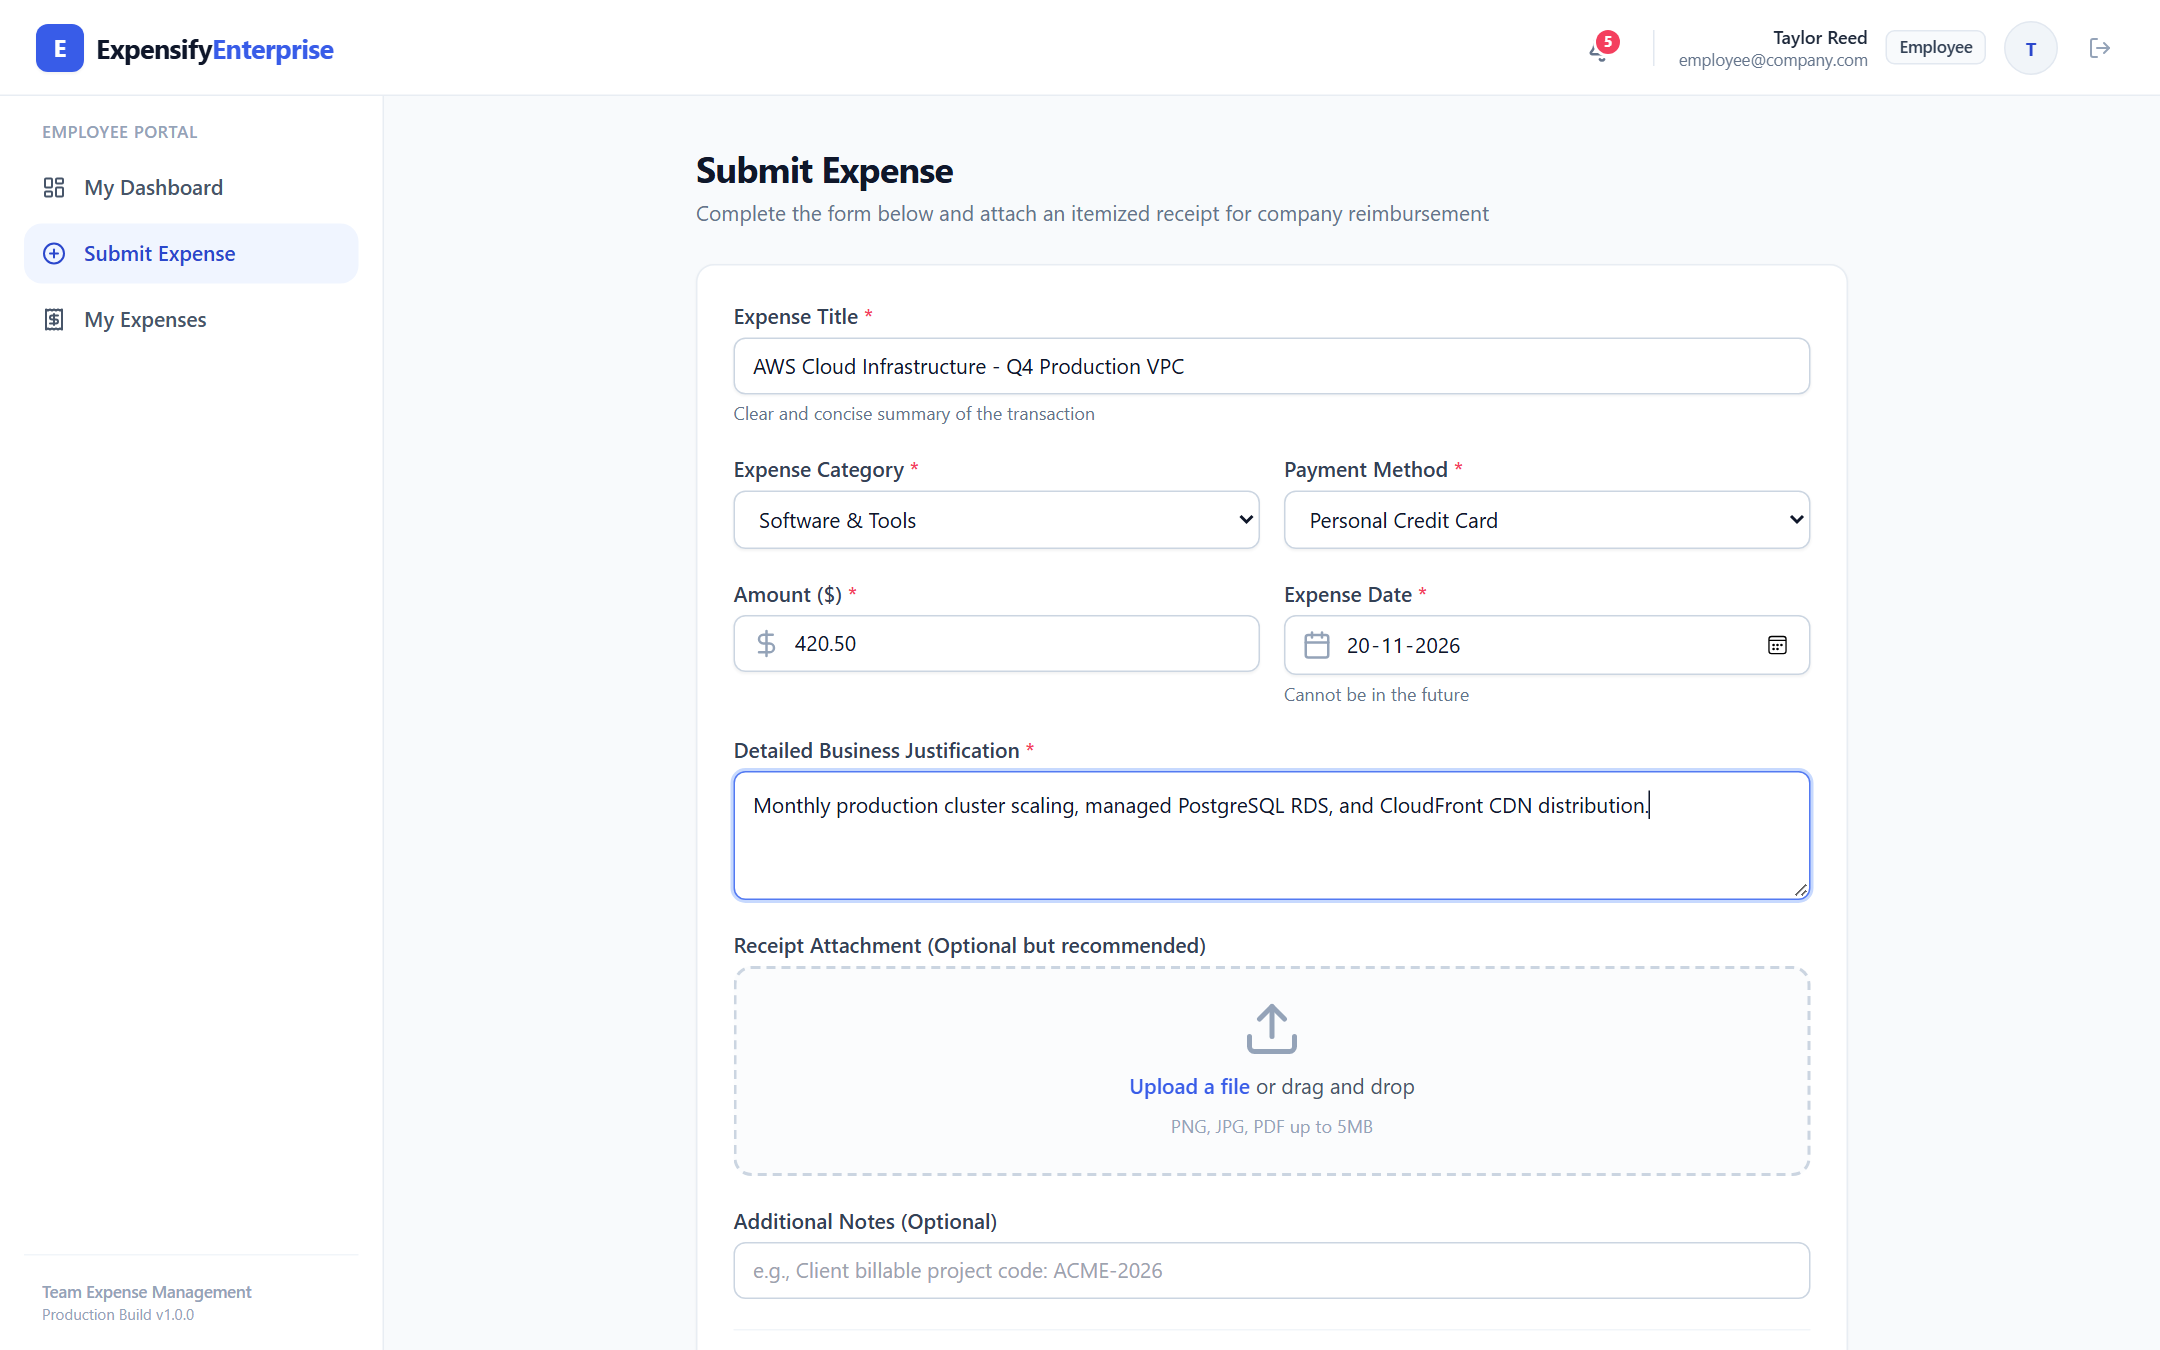 E ExpensifyEnterprise
5
Taylor Reed
employee@company.com
Employee
T
EMPLOYEE PORTAL
My Dashboard
Submit Expense
My Expenses
Team Expense Management
Production Build v1.0.0
Submit Expense
Complete the form below and attach an itemized receipt for company reimbursement
Expense Title *
AWS Cloud Infrastructure - Q4 Production VPC
Clear and concise summary of the transaction
Expense Category *
Software & Tools
Payment Method *
Personal Credit Card
Amount ($) *
$ 420.50
Expense Date *
20-11-2026
Cannot be in the future
Detailed Business Justification *
Monthly production cluster scaling, managed PostgreSQL RDS, and CloudFront CDN distribution.
Receipt Attachment (Optional but recommended)
Upload a file or drag and drop
PNG, JPG, PDF up to 5MB
Additional Notes (Optional)
e.g., Client billable project code: ACME-2026